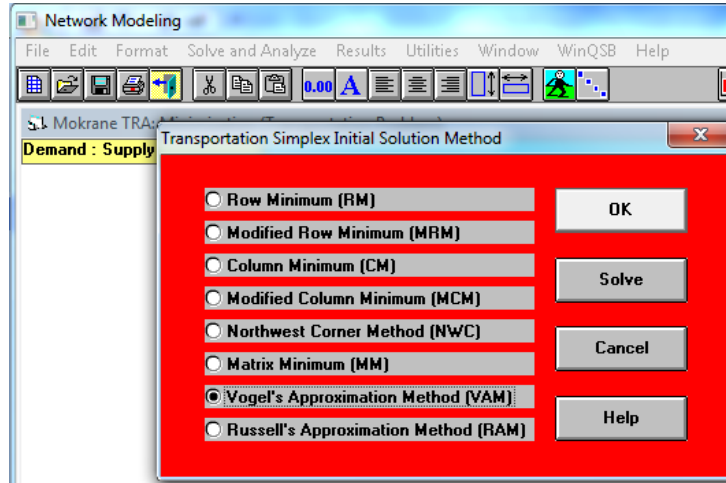 Network Modeling
File Edit Format Solve and Analyze Results Utilities Window WinQSB Help
0.00 A
Mokrane TRA: Minimization (Transportation Problem)
Transportation Simplex Initial Solution Method
Demand : Supply
Row Minimum (RM)
OK
Modified Row Minimum (MRM)
Column Minimum (CM)
Solve
Modified Column Minimum (MCM)
Northwest Corner Method (NWC)
Cancel
Matrix Minimum (MM)
Vogel's Approximation Method (VAM)
Help
Russell's Approximation Method (RAM)